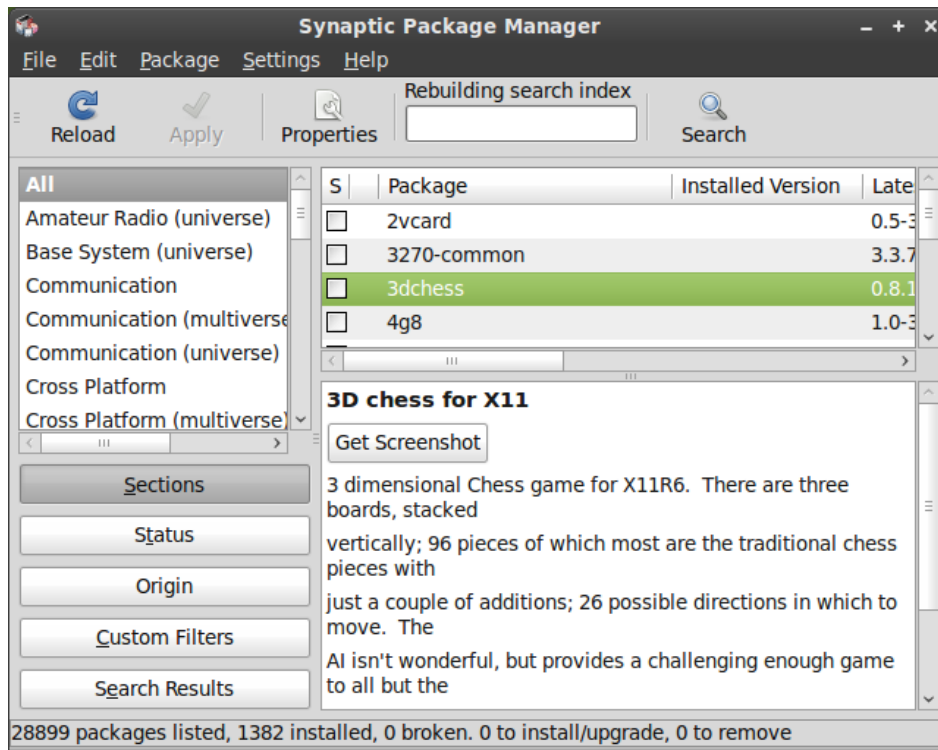 Synaptic Package Manager
File Edit Package Settings Help
Rebuilding search index
Reload Apply Properties Search
All
Amateur Radio (universe)
Base System (universe)
Communication
Communication (multiverse
Communication (universe)
Cross Platform
Cross Platform (multiverse)
Sections
Status
Origin
Custom Filters
Search Results
S Package Installed Version Late
2vcard 0.5-3
3270-common 3.3.7
3dchess 0.8.1
4g8 1.0-3
3D chess for X11
Get Screenshot
3 dimensional Chess game for X11R6.  There are three
boards, stacked
vertically; 96 pieces of which most are the traditional chess
pieces with
just a couple of additions; 26 possible directions in which to
move.  The
AI isn't wonderful, but provides a challenging enough game
to all but the
28899 packages listed, 1382 installed, 0 broken. 0 to install/upgrade, 0 to remove